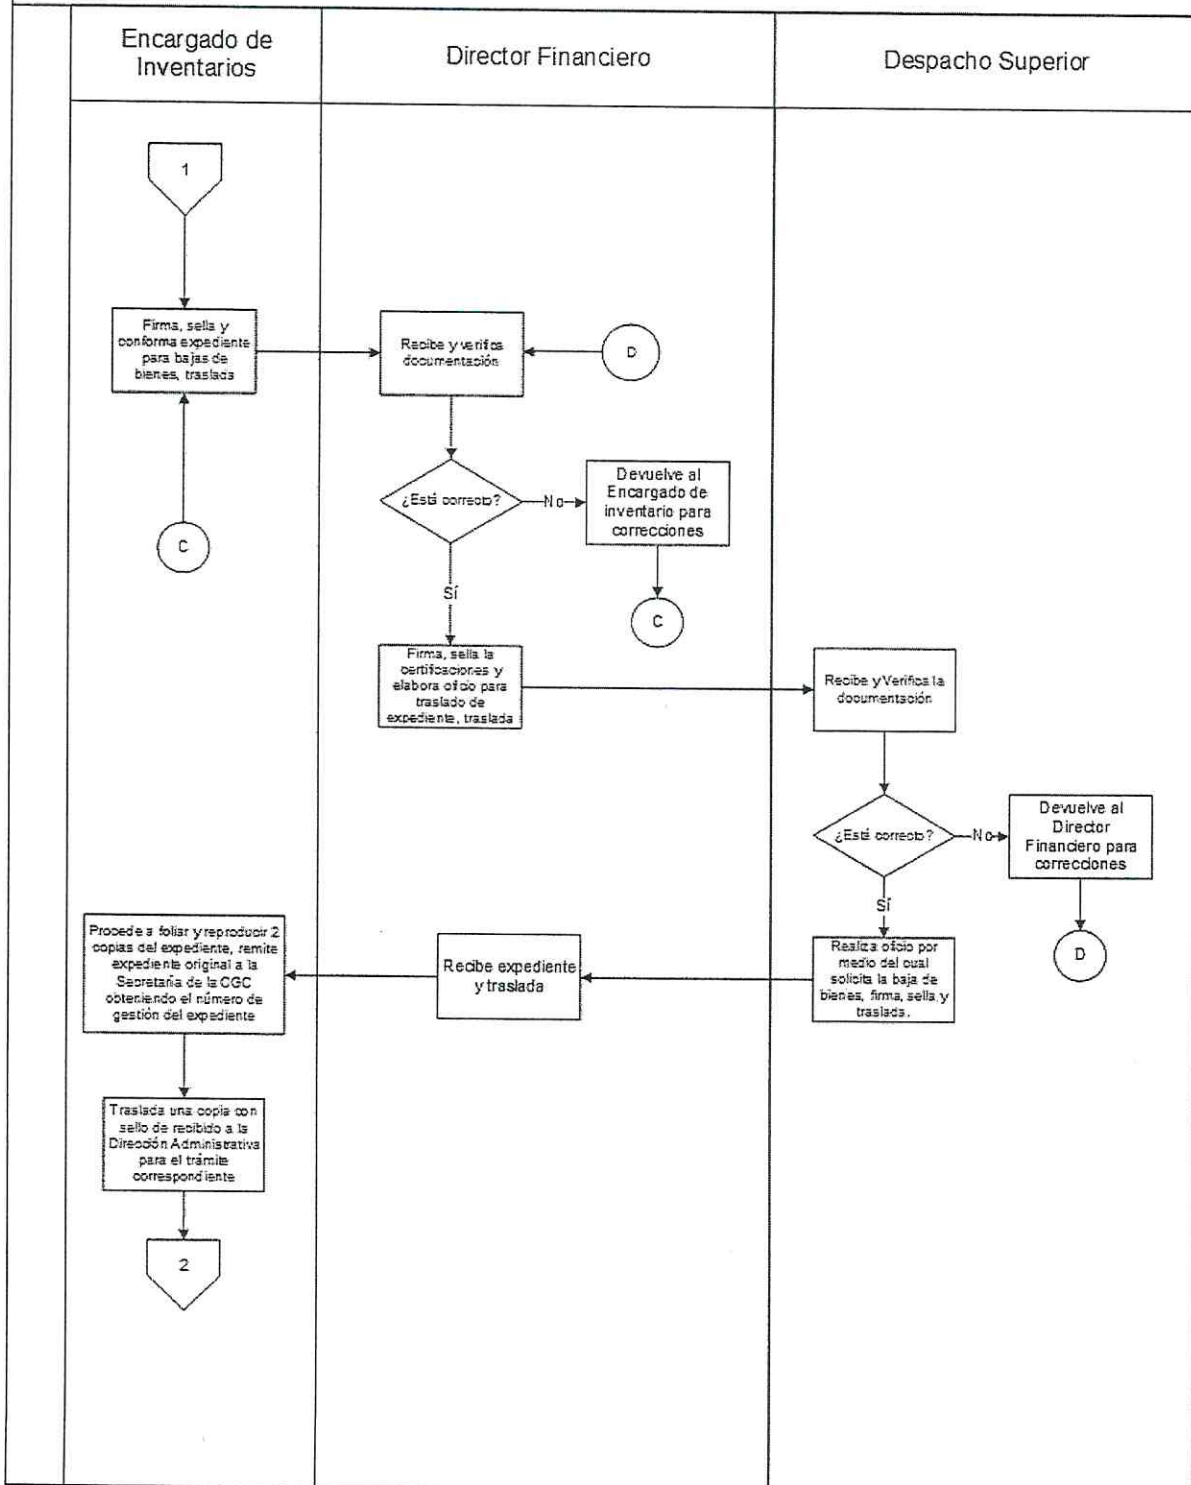 Encargado de
Inventarios
Director Financiero
Despacho Superior
1
Firma, sella y
conforma expediente
para bajas de
bienes, traslada
Recibe y verifica
documentación
D
¿Está correcto?
No
Devuelve al
Encargado de
inventario para
correcciones
C
Sí
C
Firma, sella la
certificaciones y
elabora oficio para
traslado de
expediente, traslada
Recibe y Verifica la
documentación
¿Está correcto?
No
Devuelve al
Director
Financiero para
correcciones
Sí
D
Procede a foliar y reproducir 2
copias del expediente, remite
expediente original a la
Secretaría de la CGC
obteniendo el número de
gestión del expediente
Recibe expediente
y traslada
Realiza oficio por
medio del cual
solicita la baja de
bienes, firma, sella y
traslada.
Traslada una copia con
sello de recibido a la
Dirección Administrativa
para el trámite
correspondiente
2